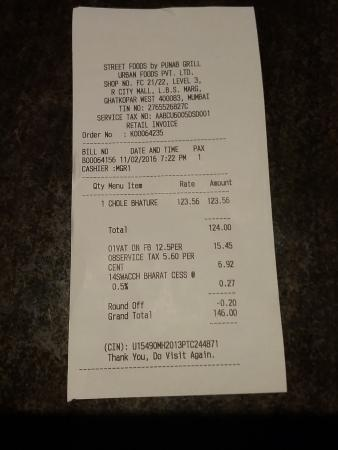 STREET FOODS by PUNAB GRILL
URBAN FOODS PVT. LTD.
SHOP NO. FC 21/22, LEVEL 3,
R CITY MALL, L.B.S. MARG,
GHATKOPAR WEST 400083, MUMBAI
TIN NO: 2765526827C
SERVICE TAX NO: AABCU6005DSD001
RETAIL INVOICE
Order No : KO0064235
BILL NO DATE AND TIME PAX
B00064156 11/02/2016 7:22 PM 1
CASHIER :MGR1
Qty Menu Item Rate Amount
1 CHOLE BHATURE 123.56 123.56
Total 124.00
01VAT ON FB 12.5PER 15.45
08SERVICE TAX 5.60 PER
CENT 6.92
14SWACCH BHARAT CESS @
0.5% 0.27
Round Off -0.20
Grand Total 146.00
(CIN): U15490MH2013PTC244871
Thank You, Do Visit Again.